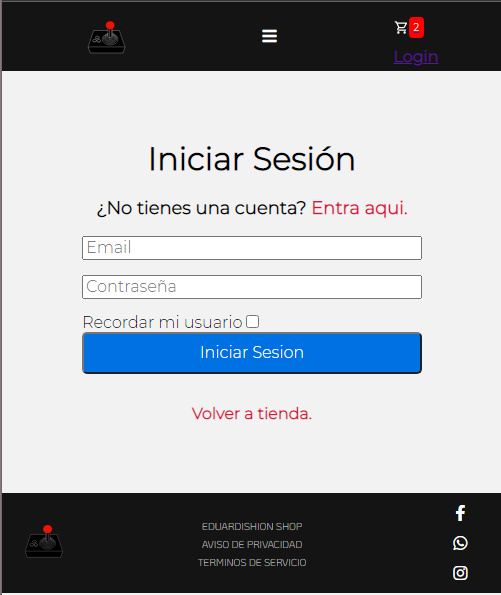 2
Login
Iniciar Sesión
¿No tienes una cuenta? Entra aqui.
Email
Contraseña
Recordar mi usuario
Iniciar Sesion
Volver a tienda.
EDUARDISHION SHOP
AVISO DE PRIVACIDAD
TERMINOS DE SERVICIO